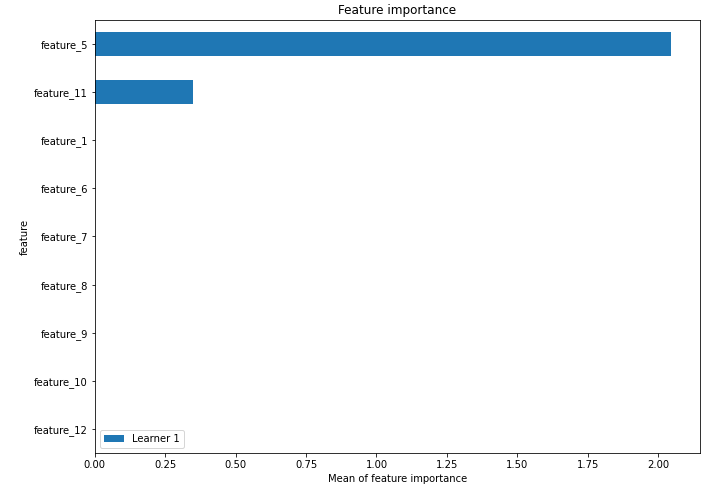 Feature importance
feature_5
feature_11
feature_1
feature_6
feature_7
feature_8
feature_9
feature_10
feature_12
feature
Learner 1
0.00 0.25 0.50 0.75 1.00 1.25 1.50 1.75 2.00
Mean of feature importance